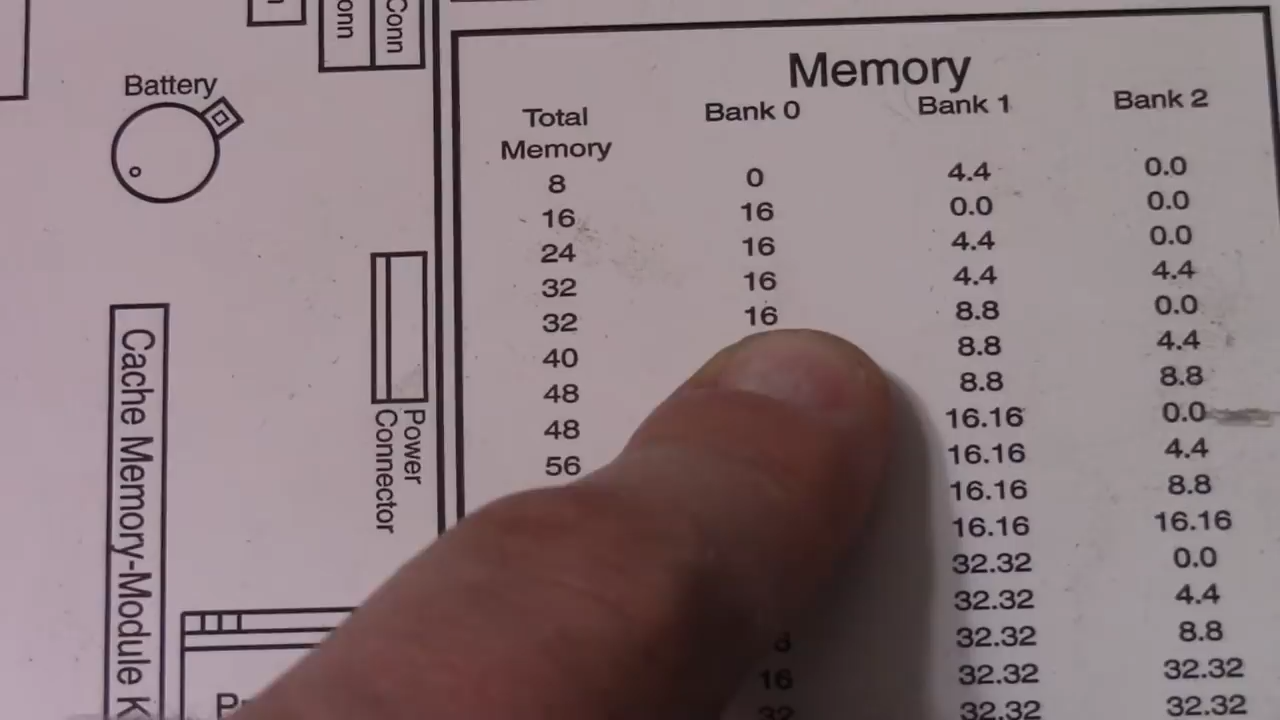 onn
Conn
Battery
Power
Connector
Cache Memory-Module K
Memory
Total Memory Bank 0 Bank 1 Bank 2
8 0 4.4 0.0
16 16 0.0 0.0
24 16 4.4 0.0
32 16 4.4 4.4
32 16 8.8 0.0
40 8.8 4.4
48 8.8 8.8
48 16.16 0.0
56 16.16 4.4
16.16 8.8
16.16 16.16
32.32 0.0
32.32 4.4
32.32 8.8
16 32.32 32.32
32 32.32 32.32